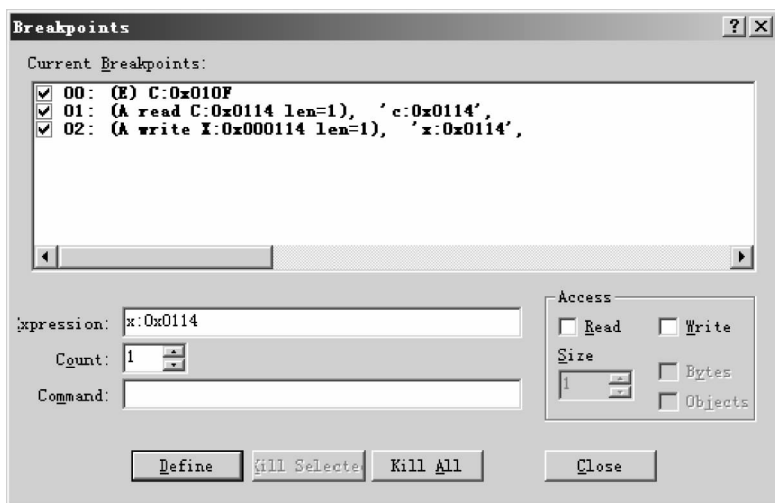 Breakpoints
Current Breakpoints:
00: (E) C:0x010F
01: (A read C:0x0114 len=1), 'c:0x0114',
02: (A write X:0x000114 len=1), 'x:0x0114',
xpression: x:0x0114
Count: 1
Command:
Access
Read Write
Size
1
Bytes
Objects
Define Kill Selecte Kill All Close